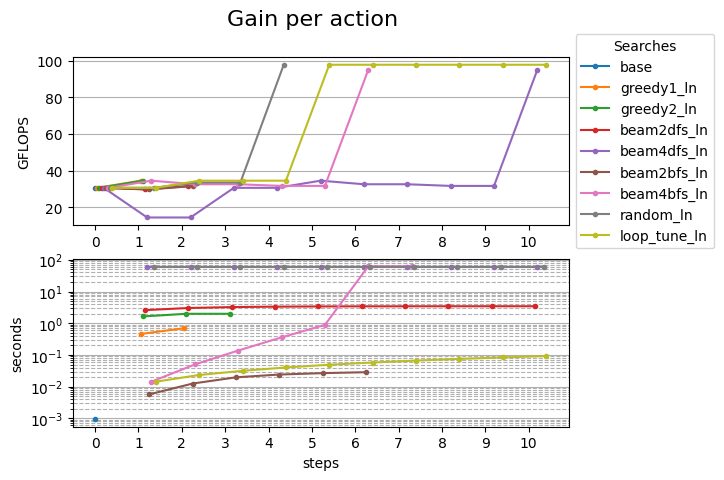 Gain per action
Searches
base
greedy1_ln
greedy2_ln
beam2dfs_ln
beam4dfs_ln
beam2bfs_ln
beam4bfs_ln
random_ln
loop_tune_ln
GFLOPS
100
80
60
40
20
0 1 2 3 4 5 6 7 8 9 10
seconds
10^2
10^1
10^0
10^-1
10^-2
10^-3
0 1 2 3 4 5 6 7 8 9 10
steps